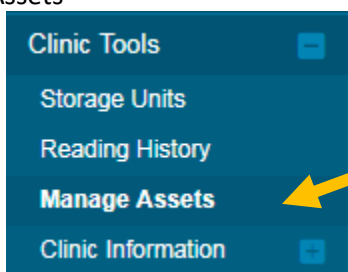 Clinic Tools
Storage Units
Reading History
Manage Assets
Clinic Information